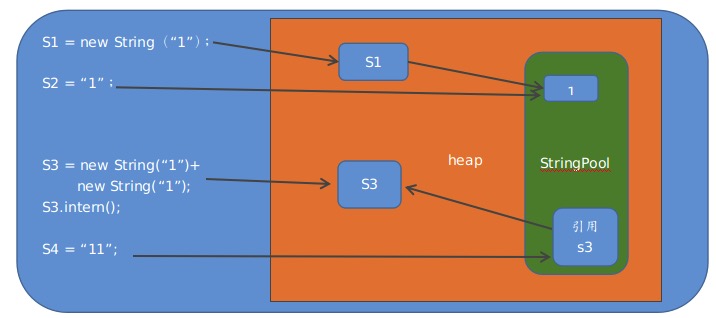 S1 = new String（“1”）;
S2 = “1” ;
S3 = new String(“1”)+
new String(“1”);
S3.intern();
S4 = “11”;
S1
S3
heap
1
StringPool
引用
s3